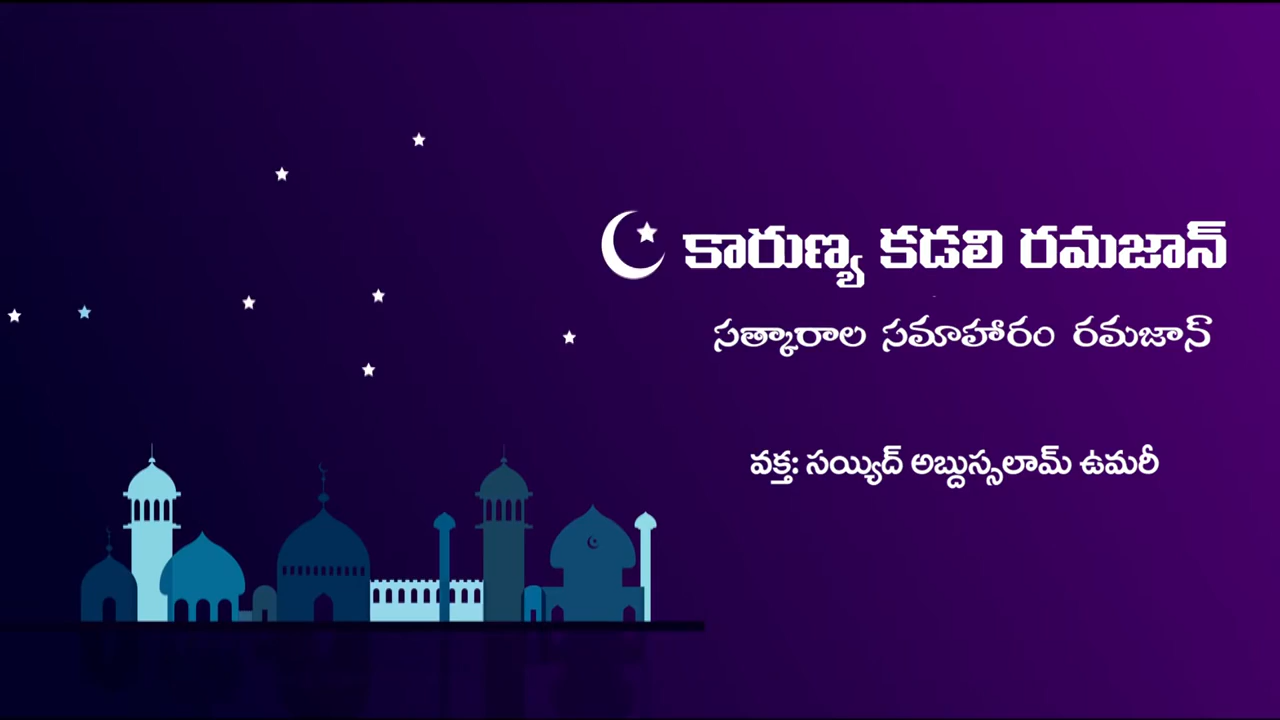 కారుణ్య కడలి రమజాన్
సత్కారాల సమాహారం రమజాన్
వక్త: సయ్యిద్ అబ్దుస్సలామ్ ఉమరీ